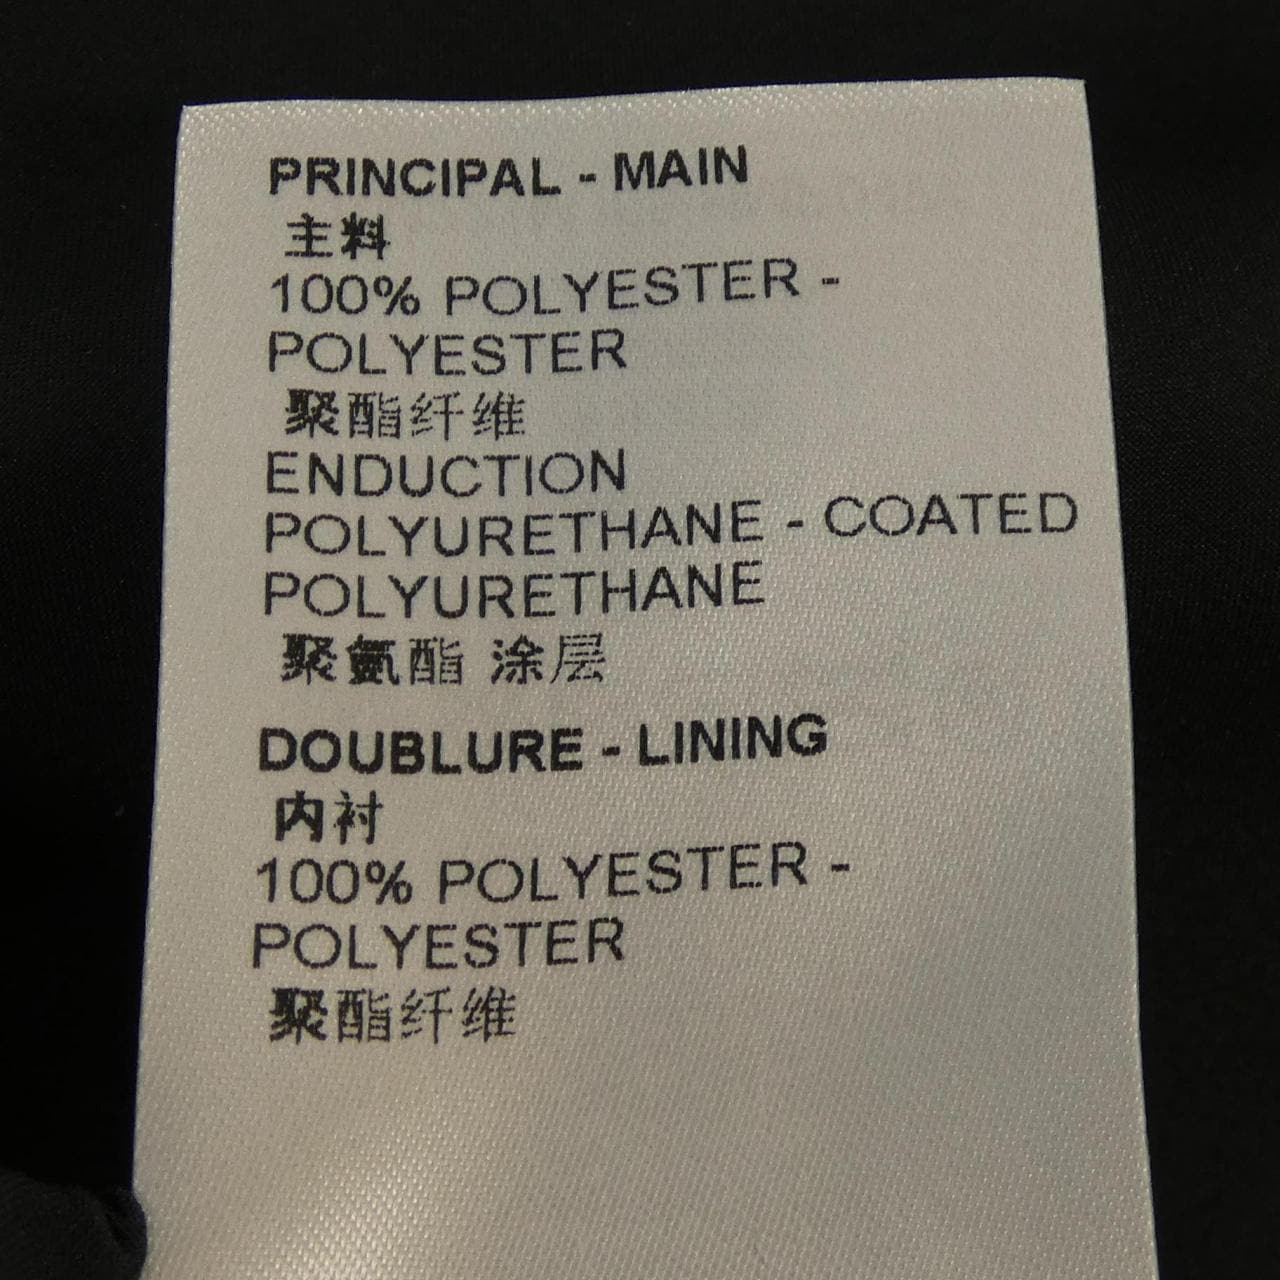 PRINCIPAL - MAIN
主料
100% POLYESTER -
POLYESTER
聚酯纤维
ENDUCTION
POLYURETHANE - COATED
POLYURETHANE
聚氨酯 涂层
DOUBLURE - LINING
内衬
100% POLYESTER -
POLYESTER
聚酯纤维